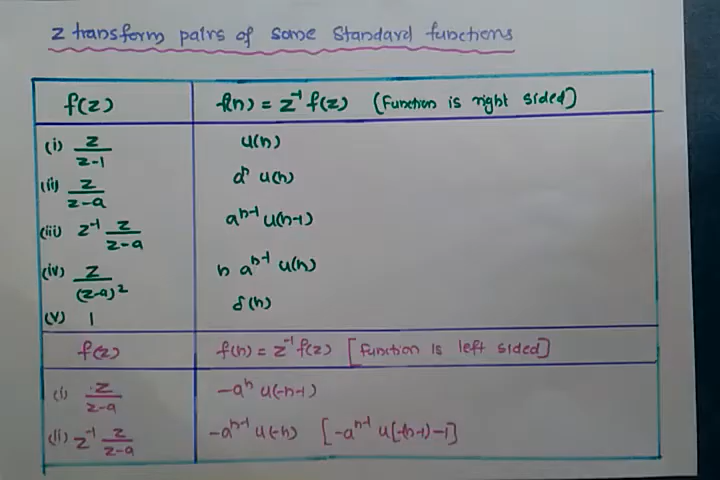 Z transform pairs of some standard functions
f(z) f(n) = z⁻¹ f(z) (Function is right sided)
(i) z/(z-1) u(n)
(ii) z/(z-a) aⁿ u(n)
(iii) z⁻¹ z/(z-a) aⁿ⁻¹ u(n-1)
(iv) z/(z-a)² n aⁿ⁻¹ u(n)
(v) 1 δ(n)
f(z) f(n) = z⁻¹ f(z) [Function is left sided]
(i) z/(z-a) -aⁿ u(-n-1)
(ii) z⁻¹ z/(z-a) -aⁿ⁻¹ u(-n) [-aⁿ⁻¹ u[-(n-1)-1]